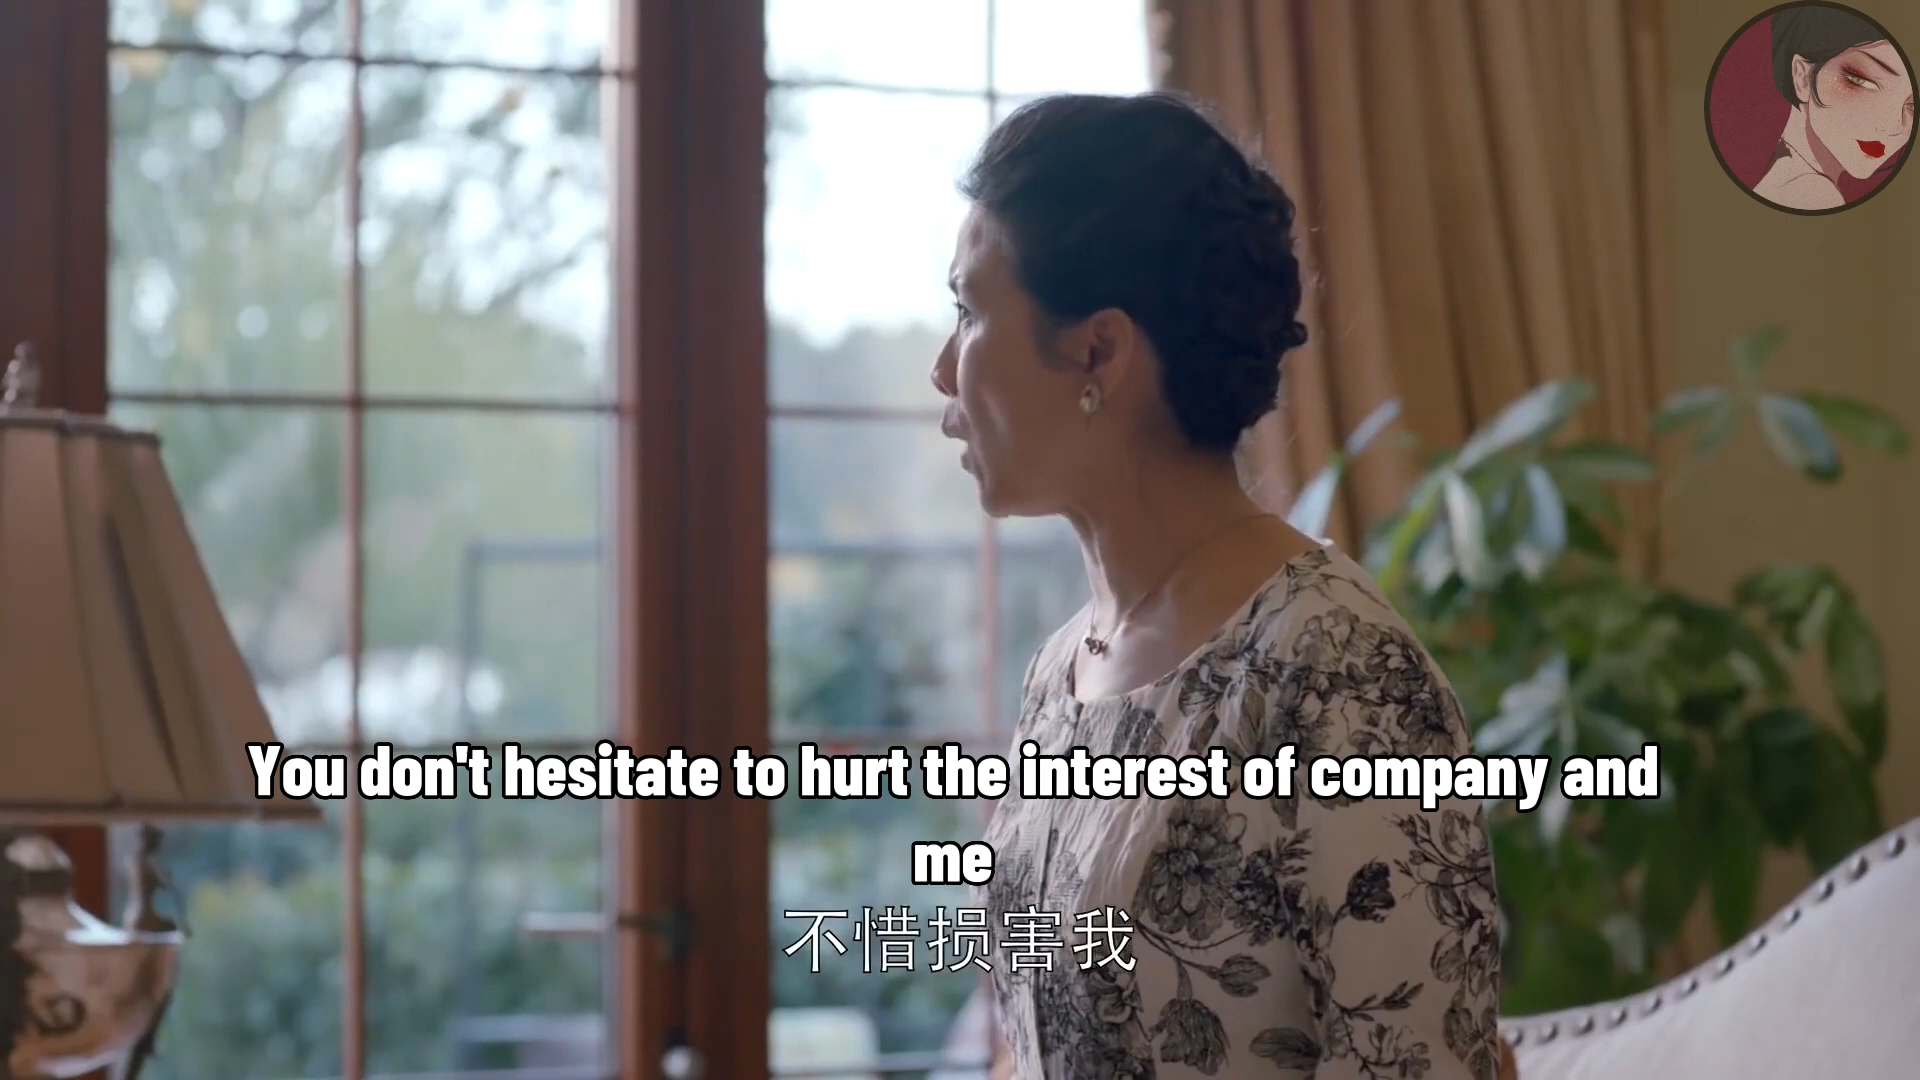 You don't hesitate to hurt the interest of company and
me
不惜损害我